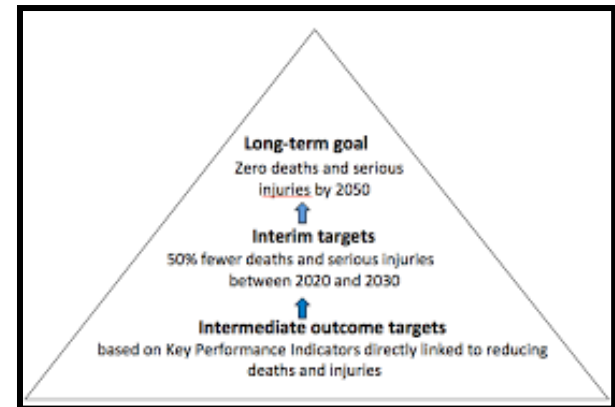 Long-term goal
Zero deaths and serious
injuries by 2050
Interim targets
50% fewer deaths and serious injuries
between 2020 and 2030
Intermediate outcome targets
based on Key Performance Indicators directly linked to reducing
deaths and injuries